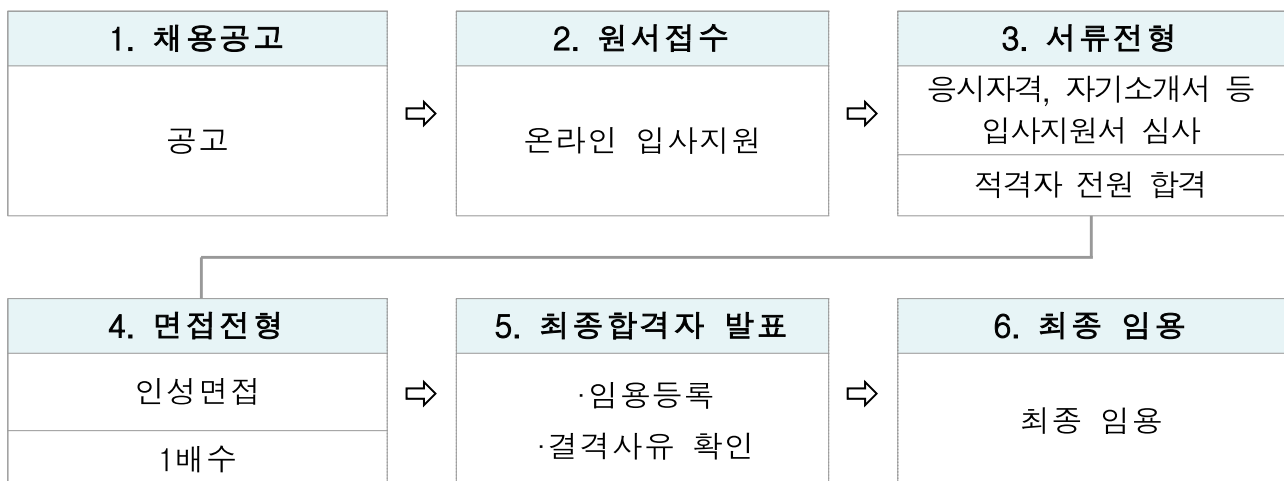 1. 채용공고
공고
2. 원서접수
온라인 입사지원
3. 서류전형
응시자격, 자기소개서 등
입사지원서 심사
적격자 전원 합격
4. 면접전형
인성면접
1배수
5. 최종합격자 발표
·임용등록
·결격사유 확인
6. 최종 임용
최종 임용